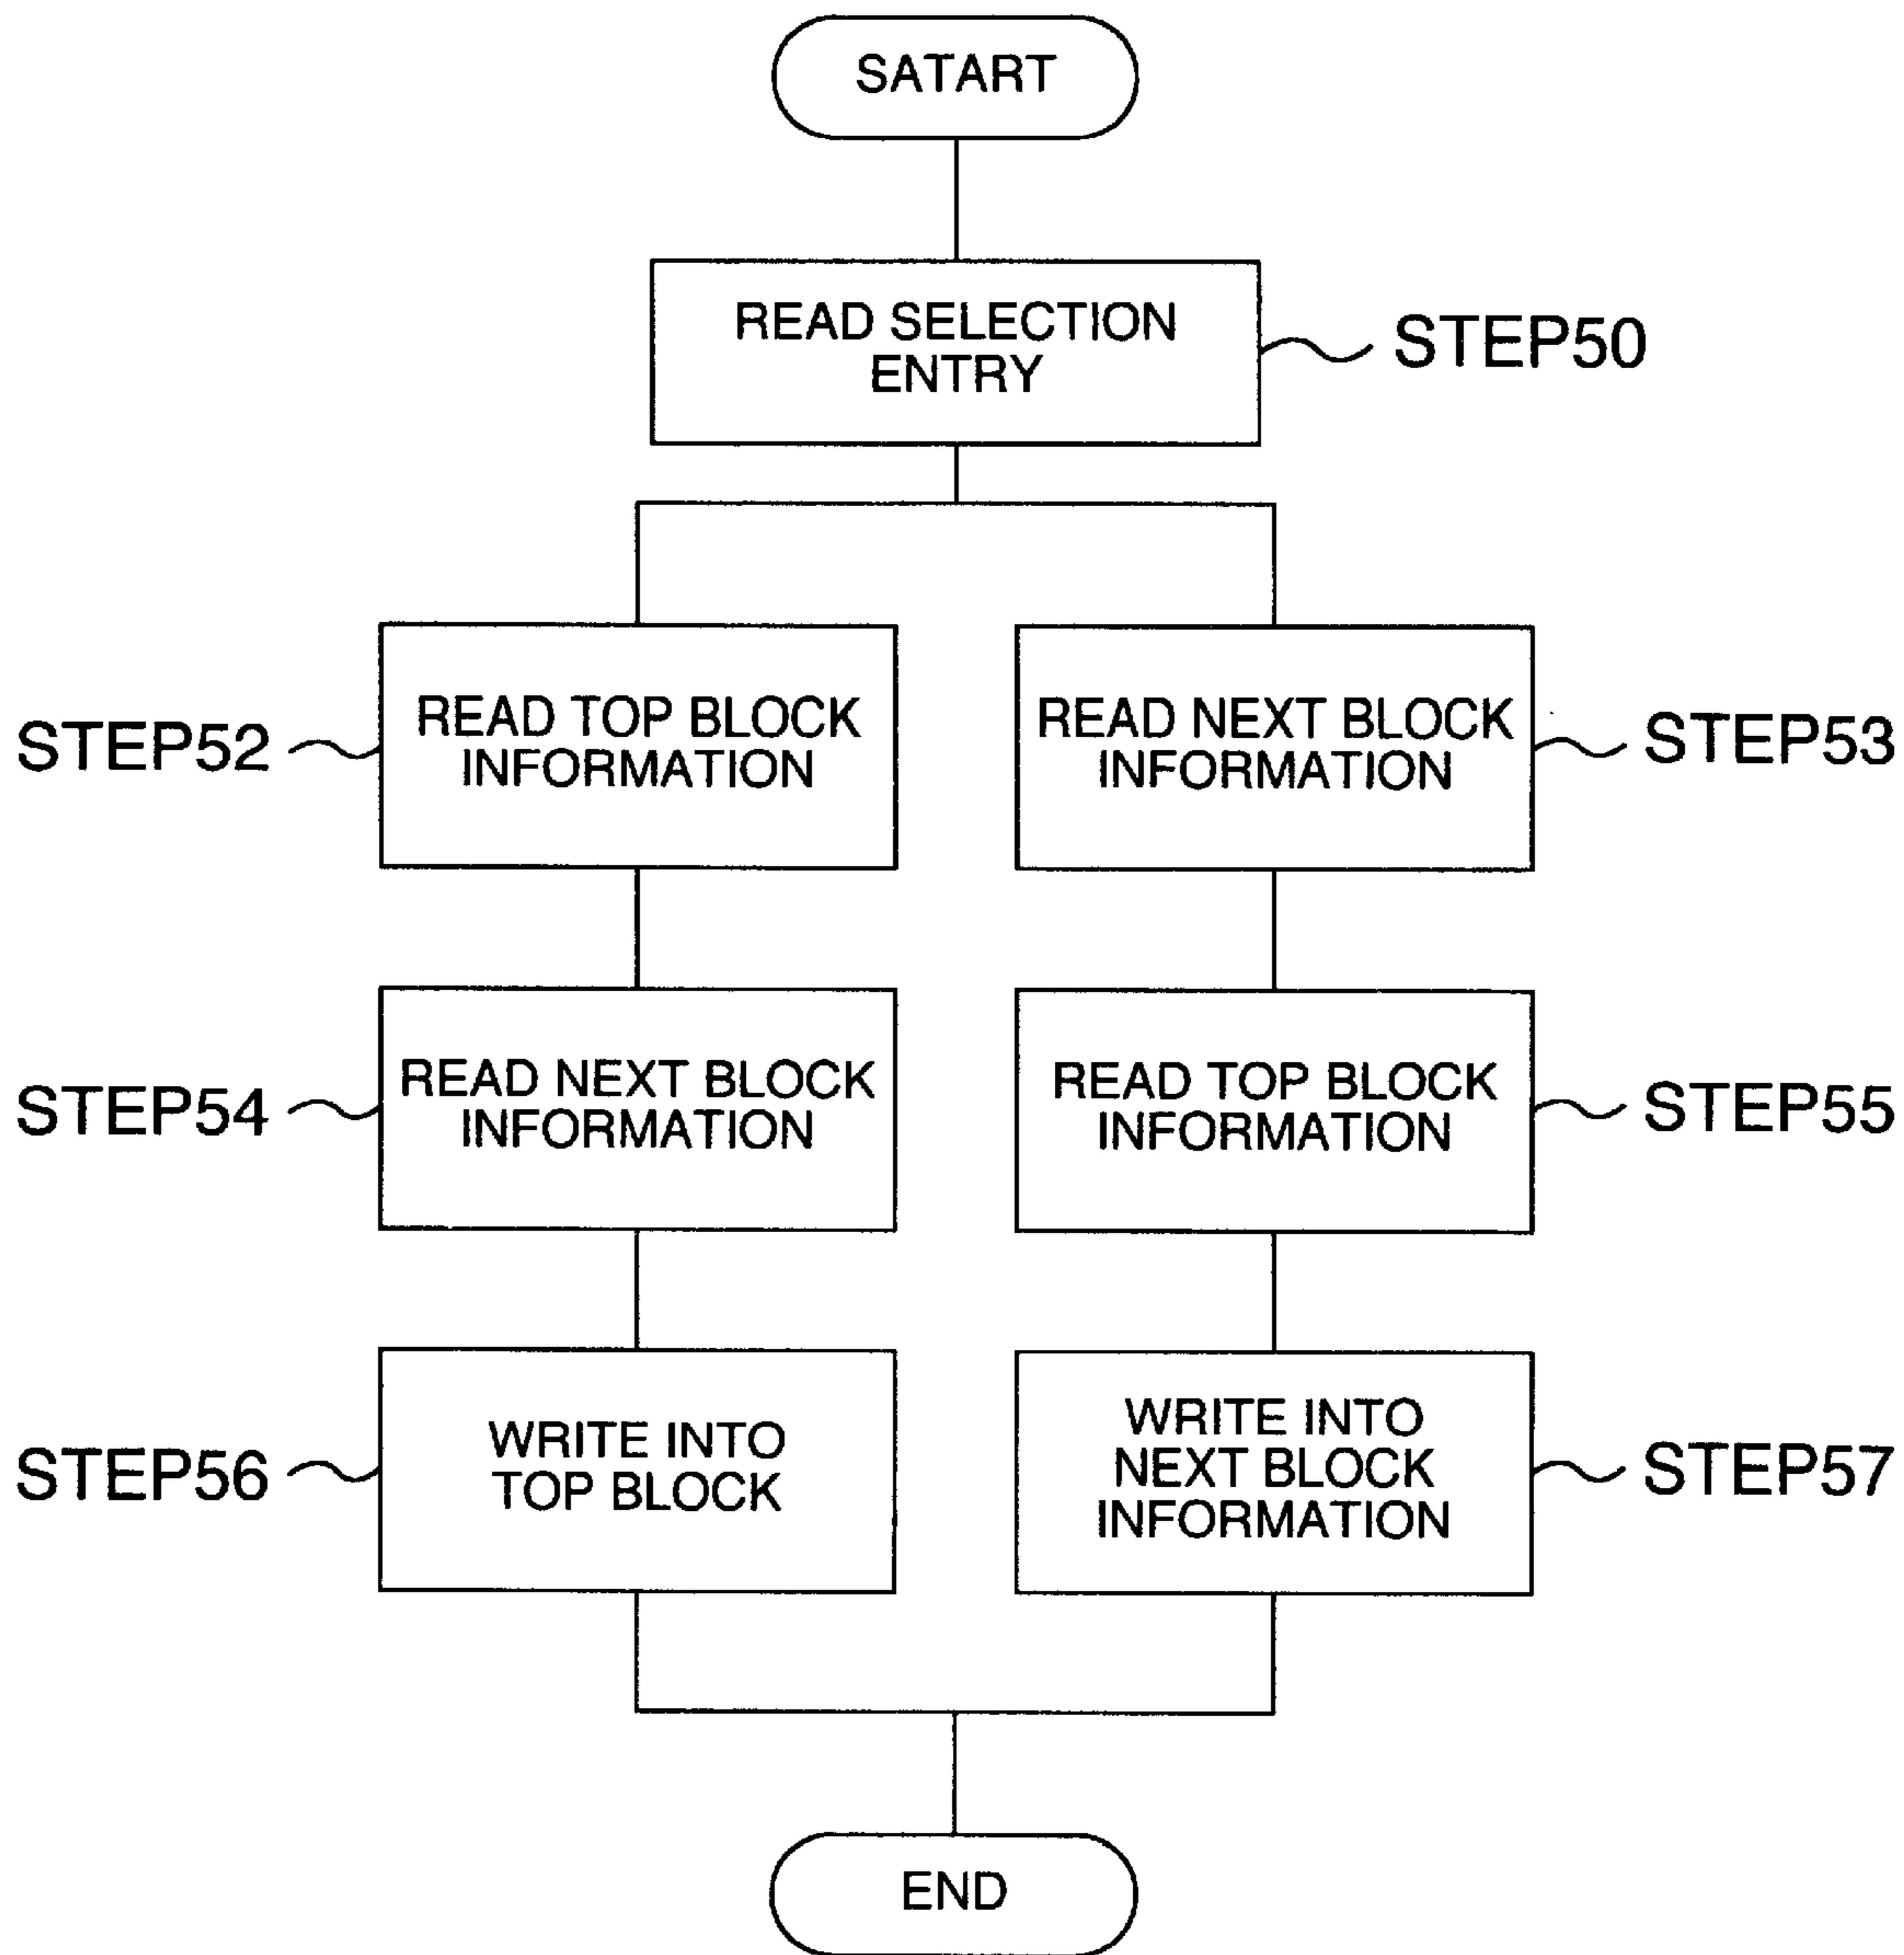 SATART
READ SELECTION
ENTRY
STEP50
STEP52
READ TOP BLOCK
INFORMATION
READ NEXT BLOCK
INFORMATION
STEP53
STEP54
READ NEXT BLOCK
INFORMATION
READ TOP BLOCK
INFORMATION
STEP55
STEP56
WRITE INTO
TOP BLOCK
WRITE INTO
NEXT BLOCK
INFORMATION
STEP57
END